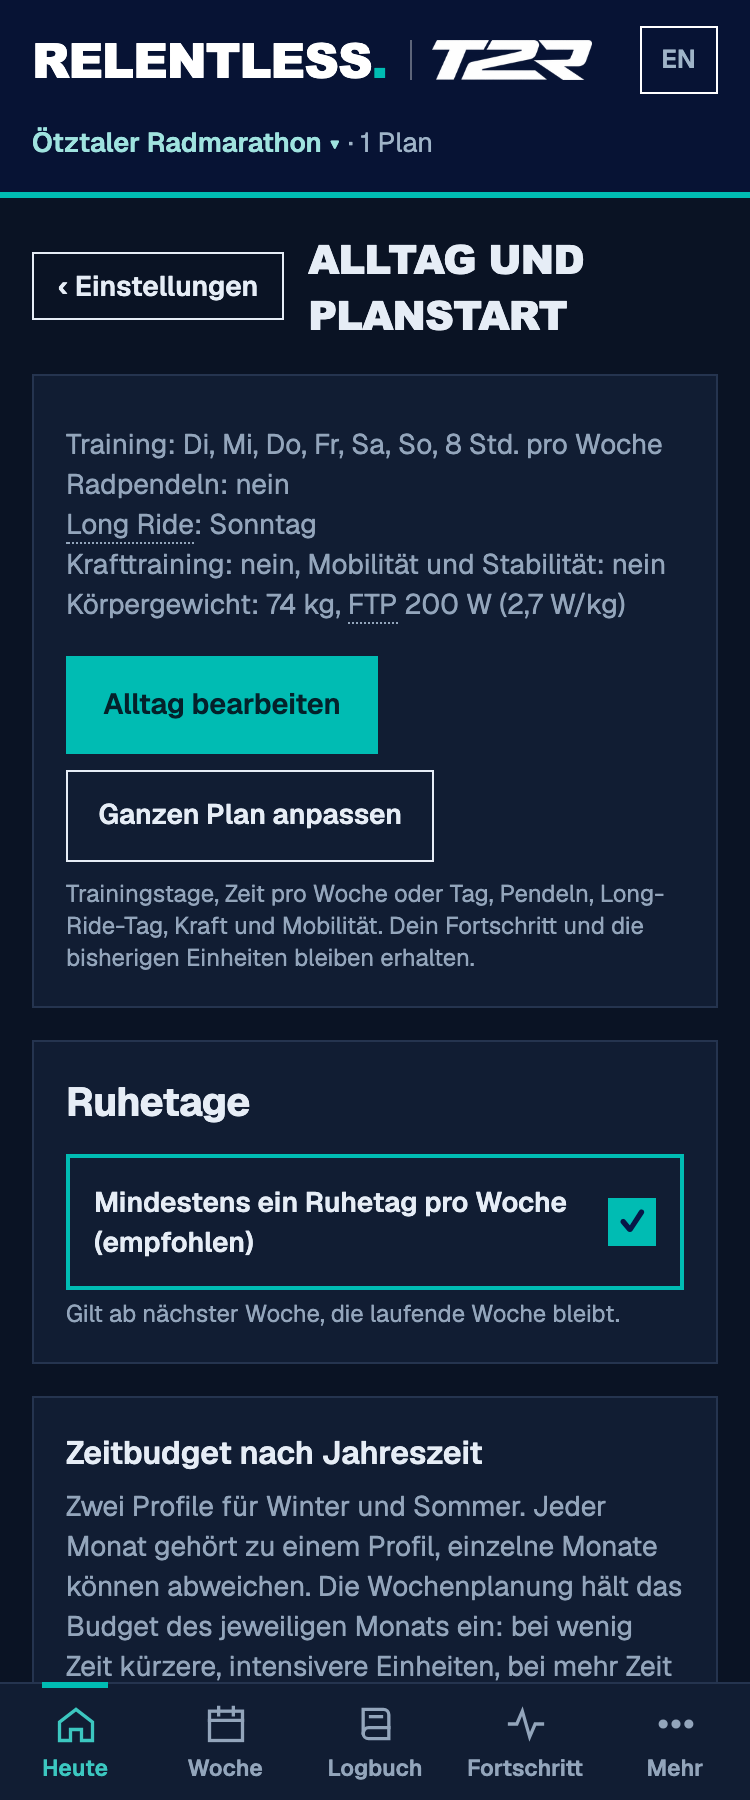 RELENTLESS. | T2R
EN
Ötztaler Radmarathon ▾ · 1 Plan
‹ Einstellungen
ALLTAG UND
PLANSTART
Training: Di, Mi, Do, Fr, Sa, So, 8 Std. pro Woche
Radpendeln: nein
Long Ride: Sonntag
Krafttraining: nein, Mobilität und Stabilität: nein
Körpergewicht: 74 kg, FTP 200 W (2,7 W/kg)
Alltag bearbeiten
Ganzen Plan anpassen
Trainingstage, Zeit pro Woche oder Tag, Pendeln, Long-
Ride-Tag, Kraft und Mobilität. Dein Fortschritt und die
bisherigen Einheiten bleiben erhalten.
Ruhetage
Mindestens ein Ruhetag pro Woche
(empfohlen)
Gilt ab nächster Woche, die laufende Woche bleibt.
Zeitbudget nach Jahreszeit
Zwei Profile für Winter und Sommer. Jeder
Monat gehört zu einem Profil, einzelne Monate
können abweichen. Die Wochenplanung hält das
Budget des jeweiligen Monats ein: bei wenig
Zeit kürzere, intensivere Einheiten, bei mehr Zeit
Heute
Woche
Logbuch
Fortschritt
Mehr